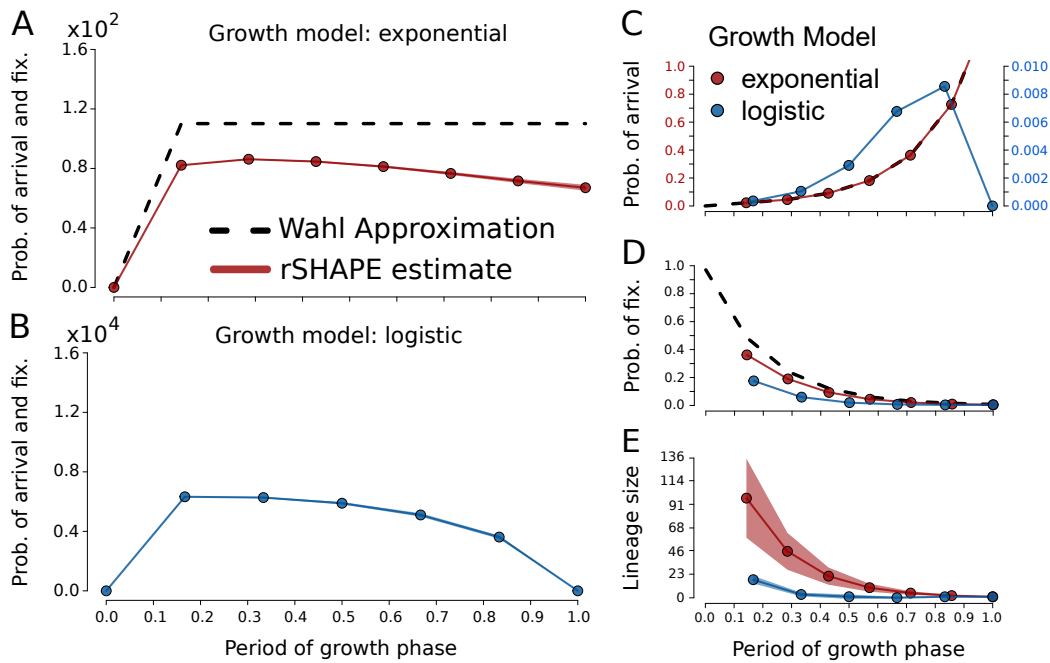 A
x10²
Growth model: exponential
Prob. of arrival and fix.
1.6
1.2
0.8
0.4
0.0
Wahl Approximation
rSHAPE estimate
B
x10⁴
Growth model: logistic
Prob. of arrival and fix.
1.6
1.2
0.8
0.4
0.0
0.0 0.1 0.2 0.3 0.4 0.5 0.6 0.7 0.8 0.9 1.0
Period of growth phase
C
Growth Model
exponential
logistic
Prob. of arrival
1.0
0.8
0.6
0.4
0.2
0.0
0.010
0.008
0.006
0.004
0.002
0.000
D
Prob. of fix.
1.0
0.8
0.6
0.4
0.2
0.0
E
Lineage size
136
114
91
68
46
23
0
0.0 0.1 0.2 0.3 0.4 0.5 0.6 0.7 0.8 0.9 1.0
Period of growth phase